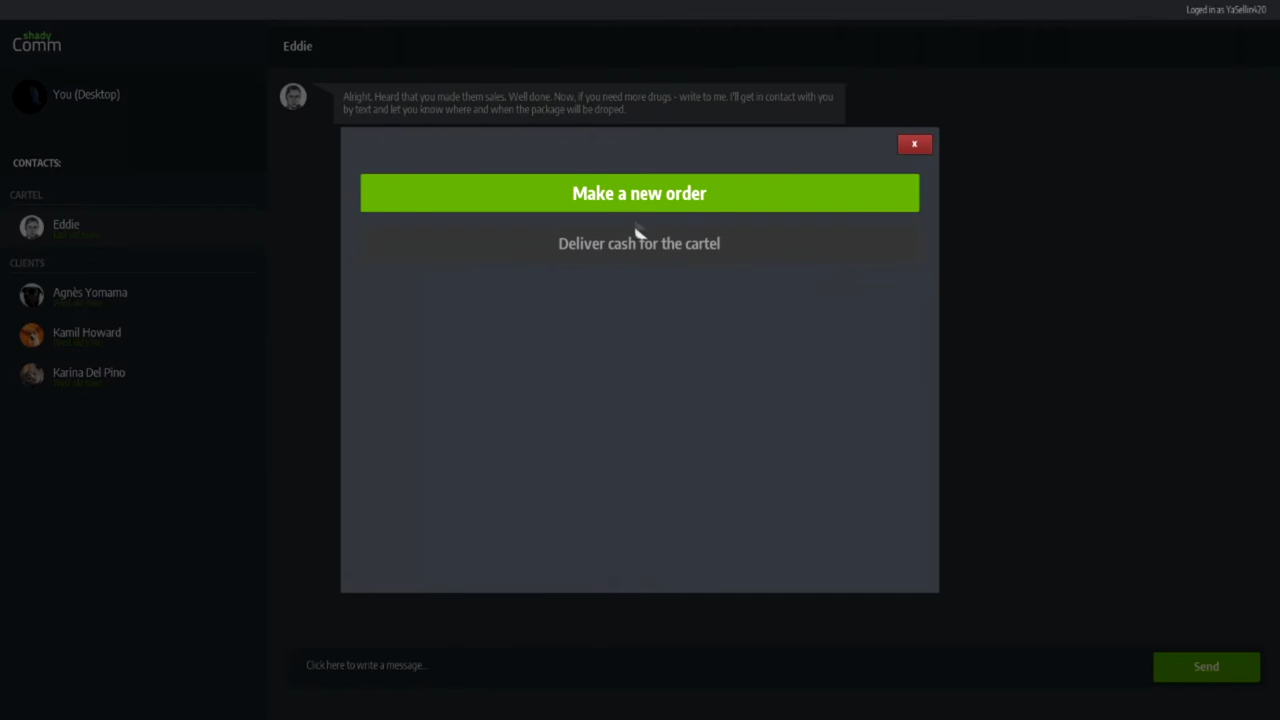 Loged in as YaSellin420
shady
Comm
Eddie
You (Desktop)
Alright. Heard that you made them sales. Well done. Now, if you need more drugs - write to me. I'll get in contact with you
by text and let you know where and when the package will be droped.
x
CONTACTS:
Make a new order
CARTEL
Eddie
Deliver cash for the cartel
CLIENTS
Agnès Yomama
Kamil Howard
Karina Del Pino
Click here to write a message...
Send